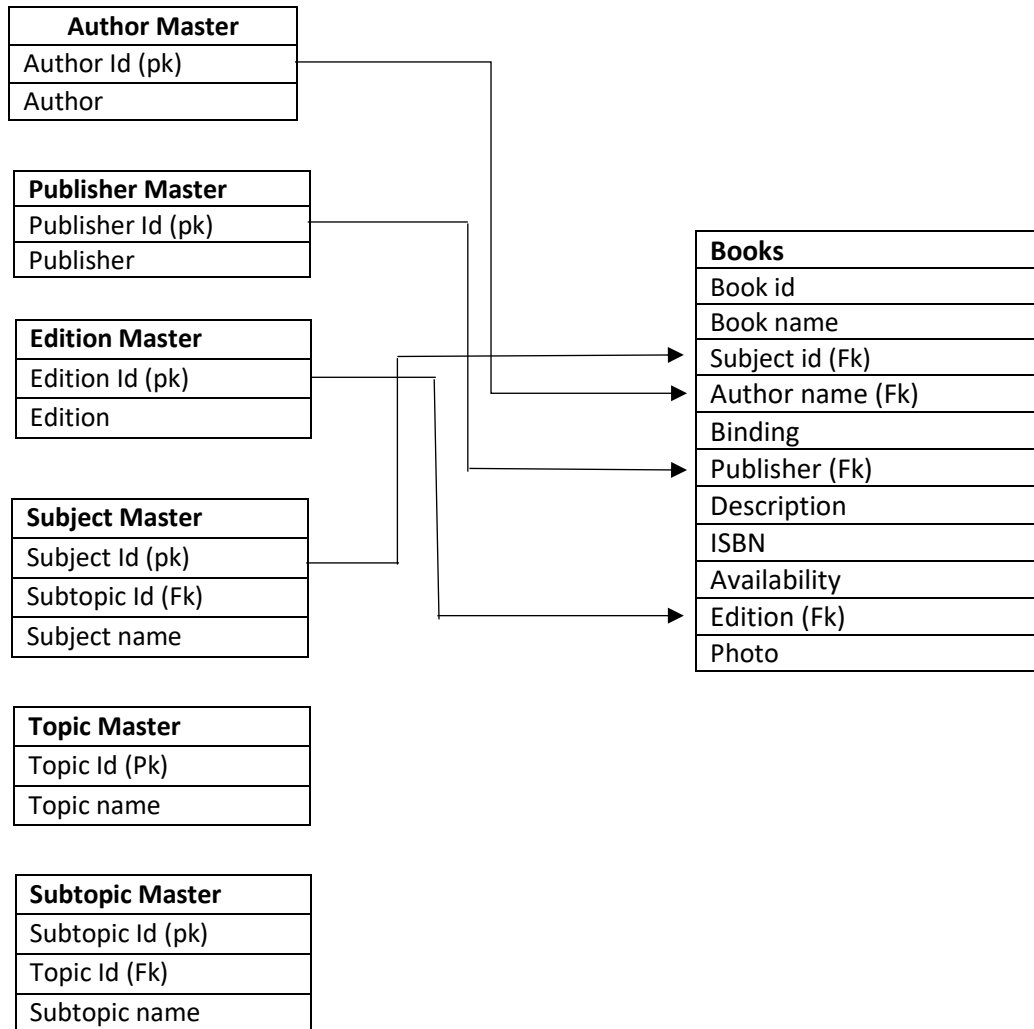 Author Master
Author Id (pk)
Author
Publisher Master
Publisher Id (pk)
Publisher
Edition Master
Edition Id (pk)
Edition
Subject Master
Subject Id (pk)
Subtopic Id (Fk)
Subject name
Topic Master
Topic Id (Pk)
Topic name
Subtopic Master
Subtopic Id (pk)
Topic Id (Fk)
Subtopic name
Books
Book id
Book name
Subject id (Fk)
Author name (Fk)
Binding
Publisher (Fk)
Description
ISBN
Availability
Edition (Fk)
Photo